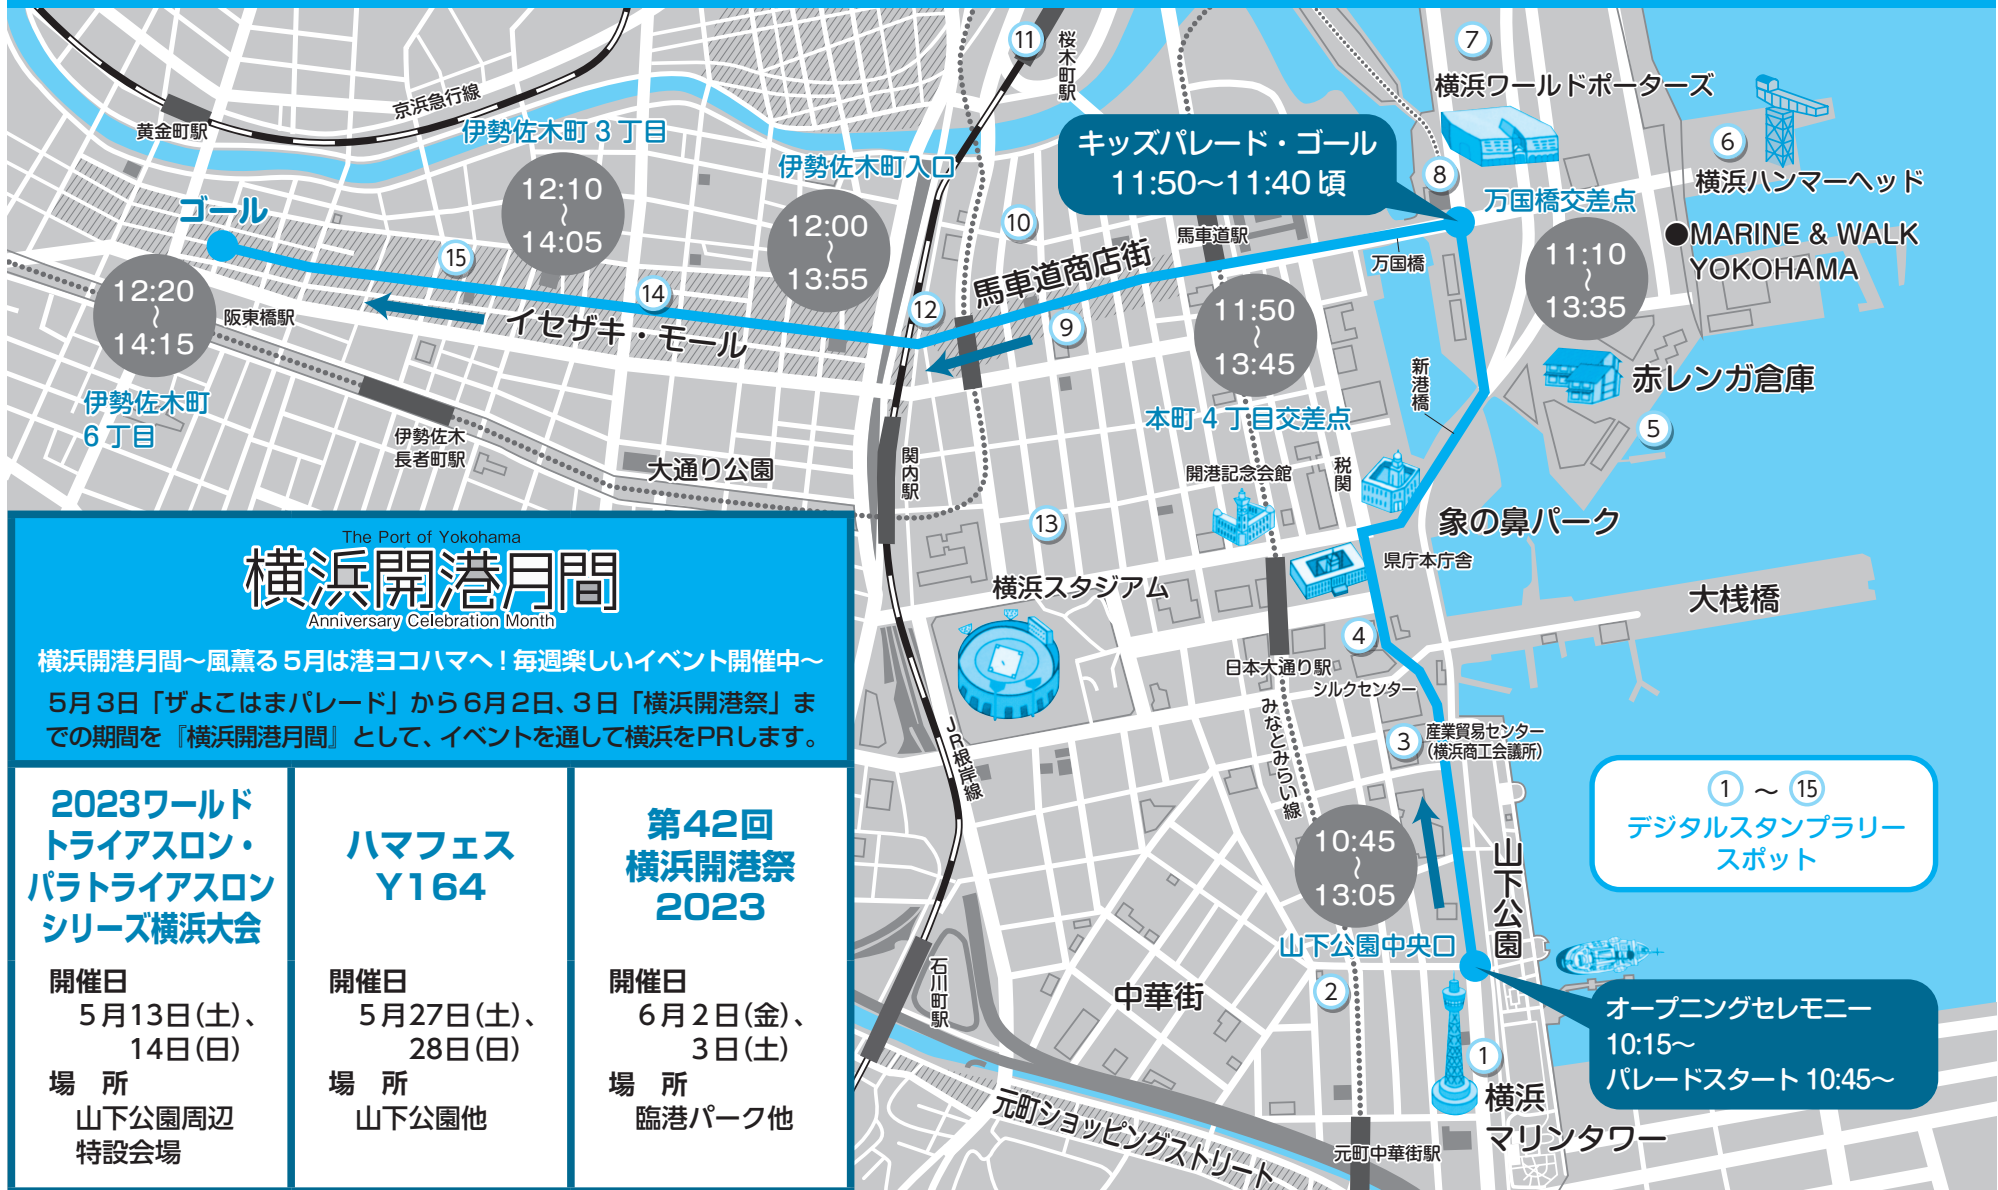 ⑦
横浜ワールドポーターズ
⑥
横浜ハンマーヘッド
●MARINE & WALK
YOKOHAMA
⑪
桜木町駅
京浜急行線
黄金町駅
伊勢佐木町3丁目
12:10
〜
14:05
伊勢佐木町入口
12:00
〜
13:55
キッズパレード・ゴール
11:50〜11:40頃
⑧
万国橋交差点
11:10
〜
13:35
⑩
馬車道駅
万国橋
ゴール
⑮
⑭
⑫
馬車道商店街
⑨
12:20
〜
14:15
阪東橋駅
イセザキ・モール
伊勢佐木町
6丁目
伊勢佐木
長者町駅
大通り公園
関内駅
11:50
〜
13:45
本町4丁目交差点
新港橋
赤レンガ倉庫
⑤
開港記念会館
税関
⑬
象の鼻パーク
県庁本庁舎
大桟橋
横浜スタジアム
④
日本大通り駅
シルクセンター
みなとみらい線
JR根岸線
③
産業貿易センター
(横浜商工会議所)
①〜⑮
デジタルスタンプラリー
スポット
10:45
〜
13:05
山下公園
山下公園中央口
②
中華街
石川町駅
オープニングセレモニー
10:15〜
パレードスタート 10:45〜
①
横浜
マリンタワー
元町中華街駅
元町ショッピングストリート
The Port of Yokohama
横浜開港月間
Anniversary Celebration Month
横浜開港月間〜風薫る5月は港ヨコハマへ!毎週楽しいイベント開催中〜
5月3日「ザよこはまパレード」から6月2日、3日「横浜開港祭」ま
での期間を『横浜開港月間』として、イベントを通して横浜をPRします。
2023ワールド
トライアスロン・
パラトライアスロン
シリーズ横浜大会
開催日
5月13日(土)、
14日(日)
場 所
山下公園周辺
特設会場
ハマフェス
Y164
開催日
5月27日(土)、
28日(日)
場 所
山下公園他
第42回
横浜開港祭
2023
開催日
6月2日(金)、
3日(土)
場 所
臨港パーク他